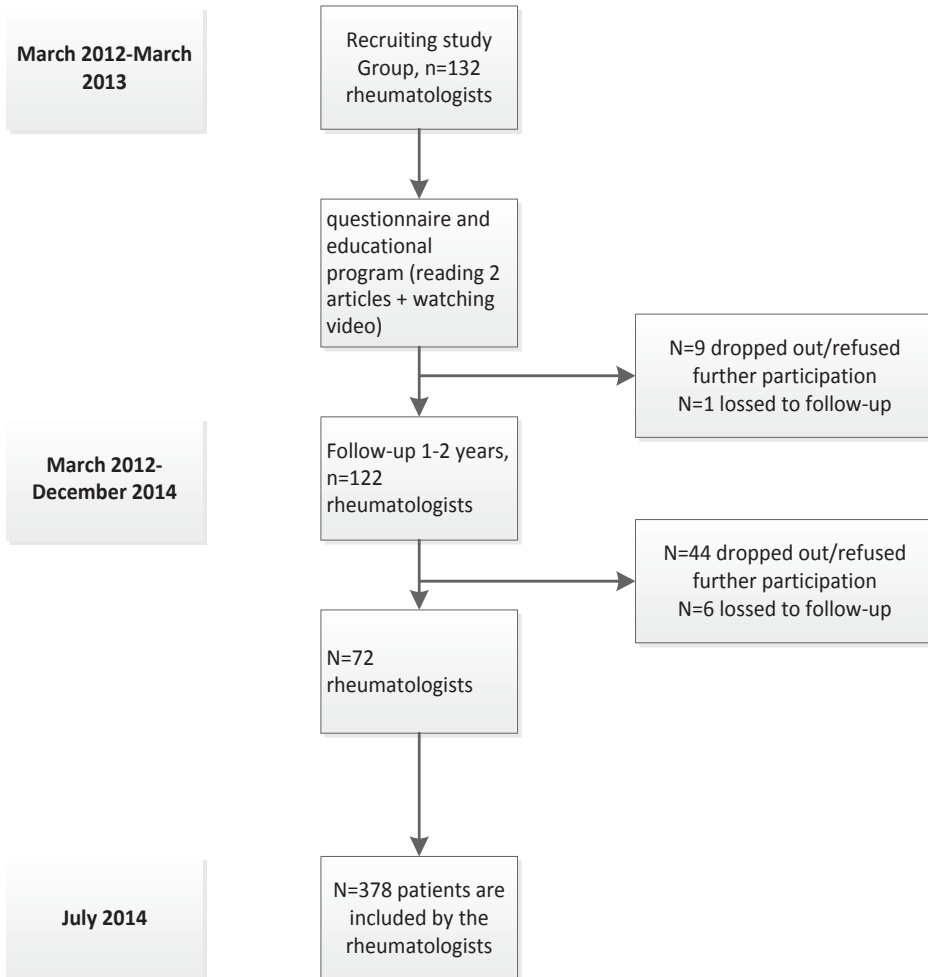 March 2012-March
2013
Recruiting study
Group, n=132
rheumatologists
questionnaire and
educational
program (reading 2
articles + watching
video)
N=9 dropped out/refused
further participation
N=1 lossed to follow-up
March 2012-
December 2014
Follow-up 1-2 years,
n=122
rheumatologists
N=44 dropped out/refused
further participation
N=6 lossed to follow-up
N=72
rheumatologists
July 2014
N=378 patients are
included by the
rheumatologists